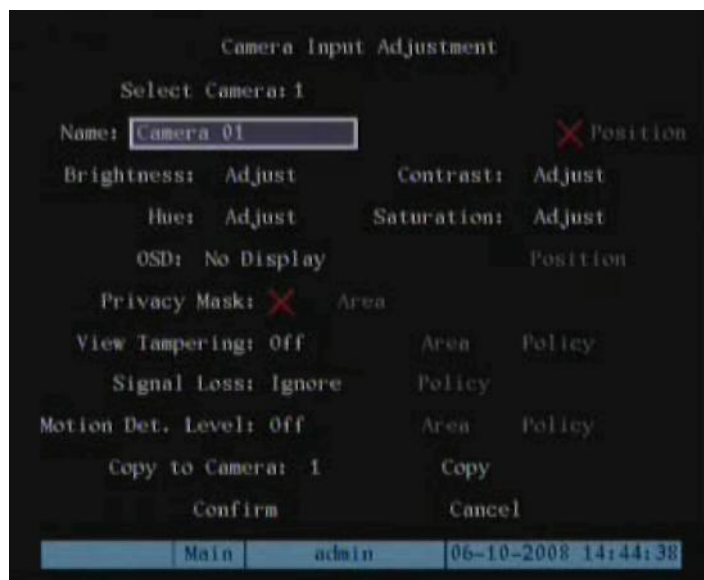 Camera Input Adjustment
Select Camera: 1
Name: Camera 01 Position
Brightness: Adjust Contrast: Adjust
Hue: Adjust Saturation: Adjust
OSD: No Display Position
Privacy Mask: Area
View Tampering: Off Area Policy
Signal Loss: Ignore Policy
Motion Det. Level: Off Area Policy
Copy to Camera: 1 Copy
Confirm Cancel
Main admin 06-10-2008 14:44:38